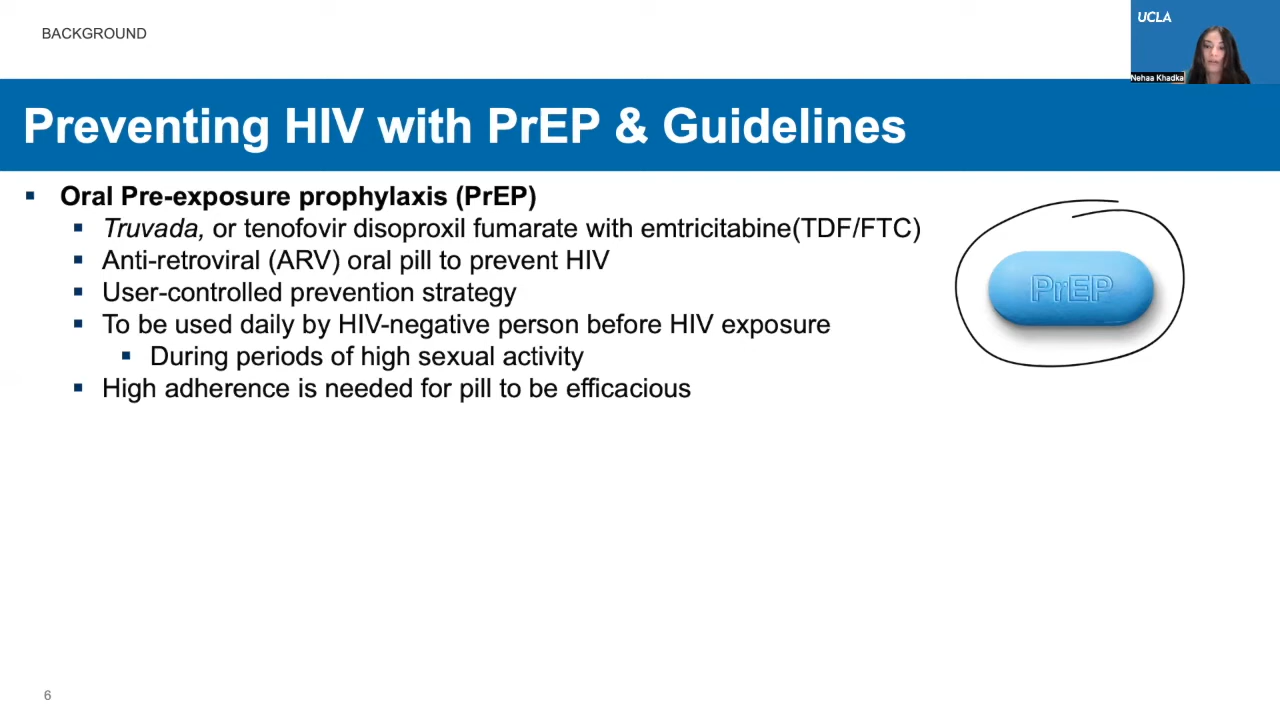 BACKGROUND
UCLA
Nehaa Khadka
Preventing HIV with PrEP & Guidelines
▪ Oral Pre-exposure prophylaxis (PrEP)
▪ Truvada, or tenofovir disoproxil fumarate with emtricitabine(TDF/FTC)
▪ Anti-retroviral (ARV) oral pill to prevent HIV
▪ User-controlled prevention strategy
▪ To be used daily by HIV-negative person before HIV exposure
▪ During periods of high sexual activity
▪ High adherence is needed for pill to be efficacious
PrEP
6